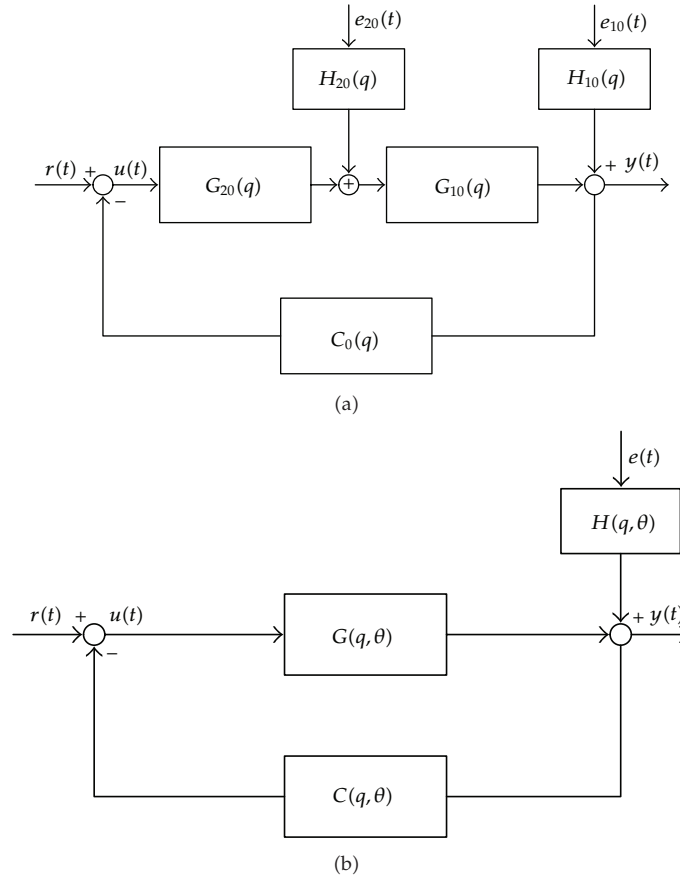 e₂₀(t) e₁₀(t)
H₂₀(q) H₁₀(q)
r(t) + u(t) G₂₀(q) + G₁₀(q) + y(t)
−
C₀(q)
(a)
e(t)
H(q, θ)
r(t) + u(t) G(q, θ) + y(t)
−
C(q, θ)
(b)